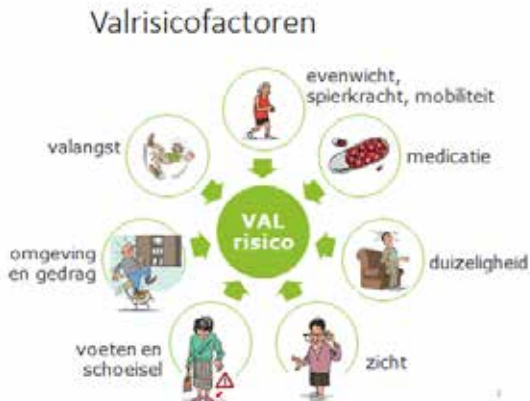 Valrisicofactoren
evenwicht,
spierkracht, mobiliteit
valangst
medicatie
VAL
risico
omgeving
en gedrag
duizeligheid
voeten en
schoeisel
zicht